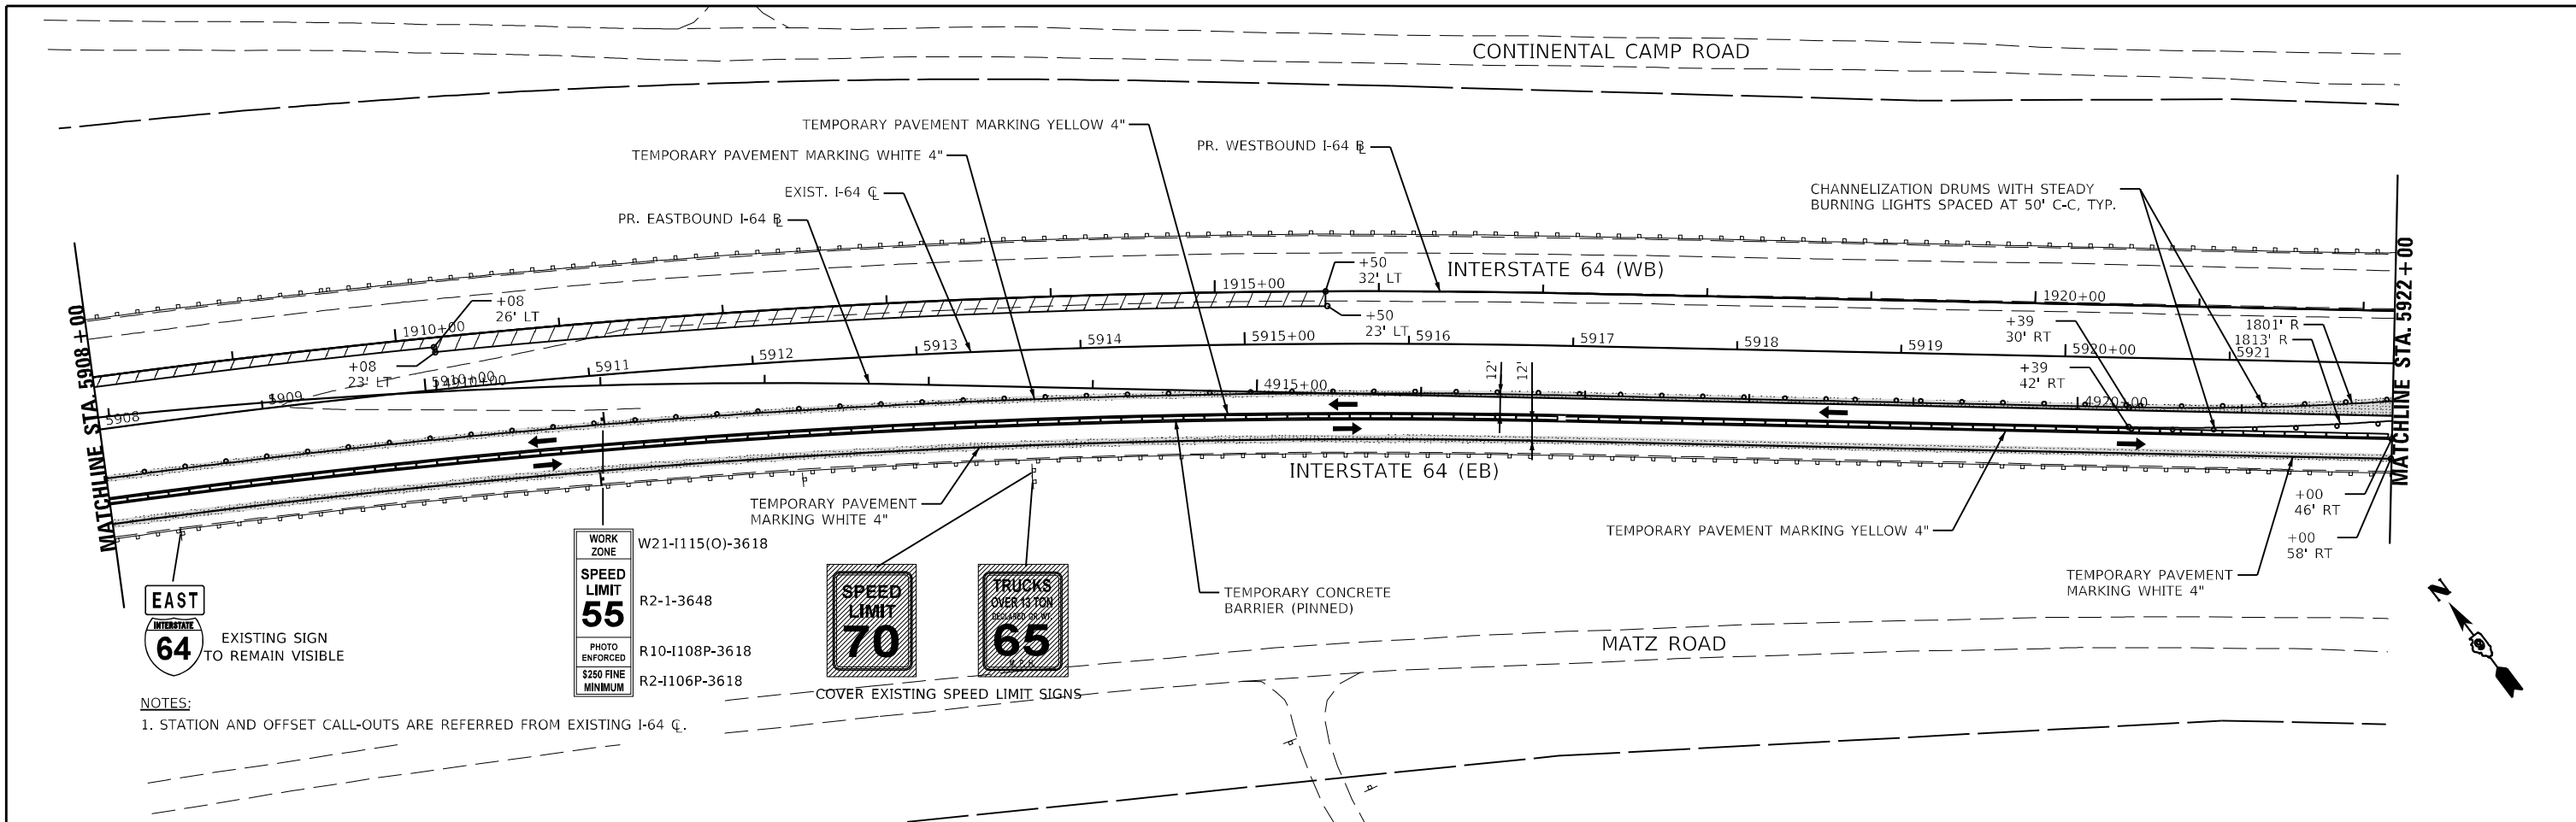 CONTINENTAL CAMP ROAD
TEMPORARY PAVEMENT MARKING YELLOW 4"
TEMPORARY PAVEMENT MARKING WHITE 4"
PR. WESTBOUND I-64 ℄
EXIST. I-64 ℄
PR. EASTBOUND I-64 ℄
CHANNELIZATION DRUMS WITH STEADY
BURNING LIGHTS SPACED AT 50' C-C, TYP.
MATCHLINE STA. 5908+00
MATCHLINE STA. 5922+00
+50
32' LT
INTERSTATE 64 (WB)
+08
26' LT
1910+00
1915+00
1920+00
+50
23' LT
+39
30' RT
1801' R
1813' R
+08
23' LT
5908
5909
5910+00
5911
5912
5913
5914
5915+00
5916
5917
5918
5919
5920+00
5921
4910+00
4915+00
4920+00
12'
12'
+39
42' RT
INTERSTATE 64 (EB)
TEMPORARY PAVEMENT
MARKING WHITE 4"
TEMPORARY PAVEMENT MARKING YELLOW 4"
+00
46' RT
+00
58' RT
TEMPORARY PAVEMENT
MARKING WHITE 4"
TEMPORARY CONCRETE
BARRIER (PINNED)
EAST
INTERSTATE
64
EXISTING SIGN
TO REMAIN VISIBLE
WORK
ZONE
W21-I115(O)-3618
SPEED
LIMIT
55
R2-1-3648
PHOTO
ENFORCED
R10-I108P-3618
$250 FINE
MINIMUM
R2-I106P-3618
SPEED
LIMIT
70
TRUCKS
OVER 13 TON
DECLARED GR. WT.
65
M.P.H.
COVER EXISTING SPEED LIMIT SIGNS
MATZ ROAD
N
NOTES:
1. STATION AND OFFSET CALL-OUTS ARE REFERRED FROM EXISTING I-64 ℄.